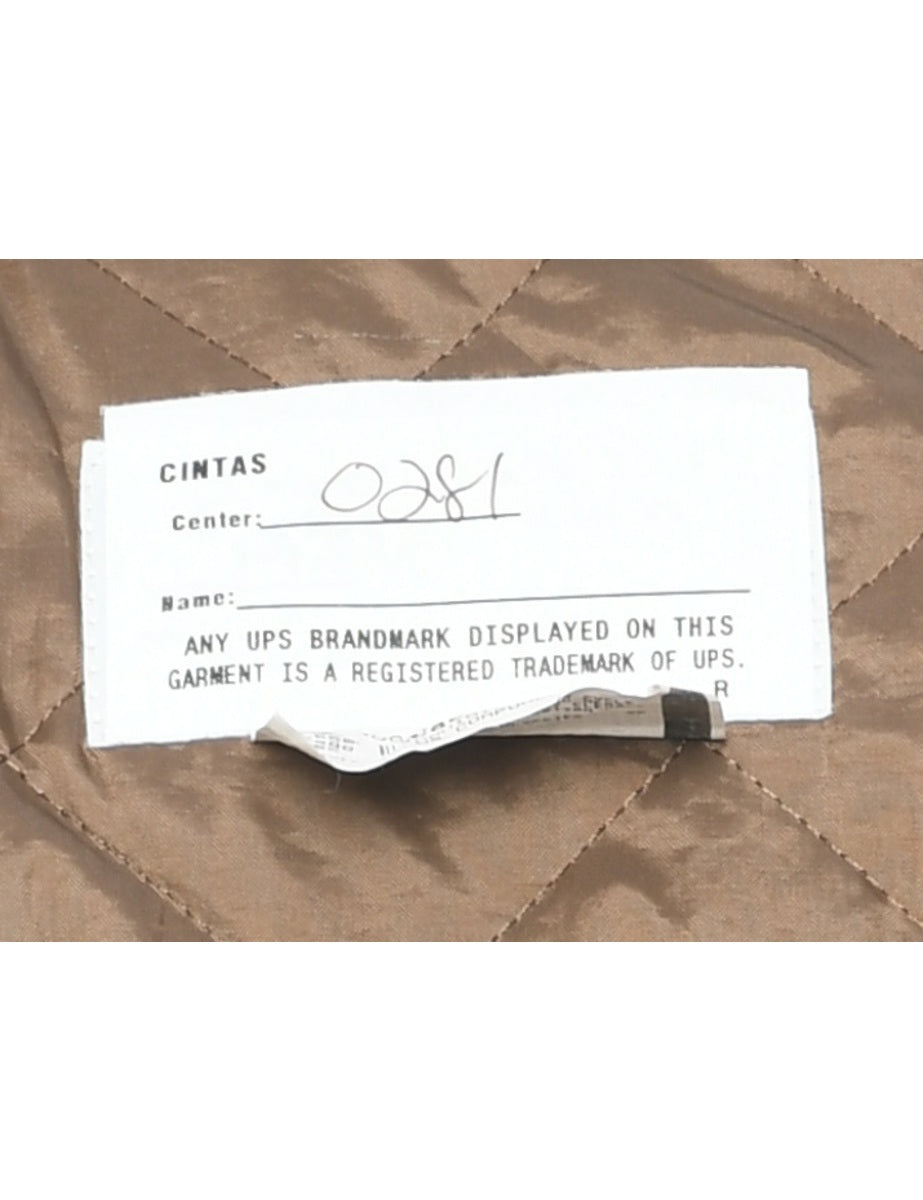 CINTAS
Center: 0281
Name:
ANY UPS BRANDMARK DISPLAYED ON THIS
GARMENT IS A REGISTERED TRADEMARK OF UPS.
R